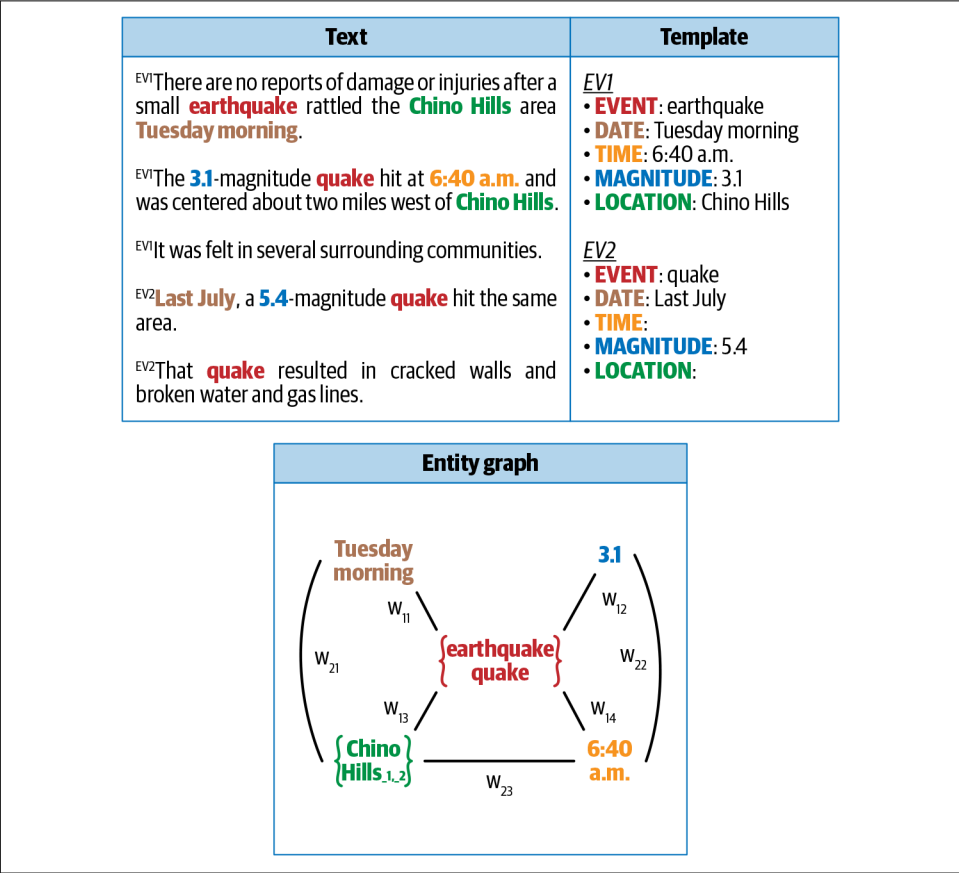 Text
Template
EV1There are no reports of damage or injuries after a
small earthquake rattled the Chino Hills area
Tuesday morning.
EV1The 3.1-magnitude quake hit at 6:40 a.m. and
was centered about two miles west of Chino Hills.
EV1It was felt in several surrounding communities.
EV2Last July, a 5.4-magnitude quake hit the same
area.
EV2That quake resulted in cracked walls and
broken water and gas lines.
EV1
• EVENT: earthquake
• DATE: Tuesday morning
• TIME: 6:40 a.m.
• MAGNITUDE: 3.1
• LOCATION: Chino Hills
EV2
• EVENT: quake
• DATE: Last July
• TIME:
• MAGNITUDE: 5.4
• LOCATION:
Entity graph
Tuesday
morning
3.1
W11
W12
{earthquake
quake}
W21
W22
W13
W14
{Chino
Hills_1,_2}
6:40
a.m.
W23